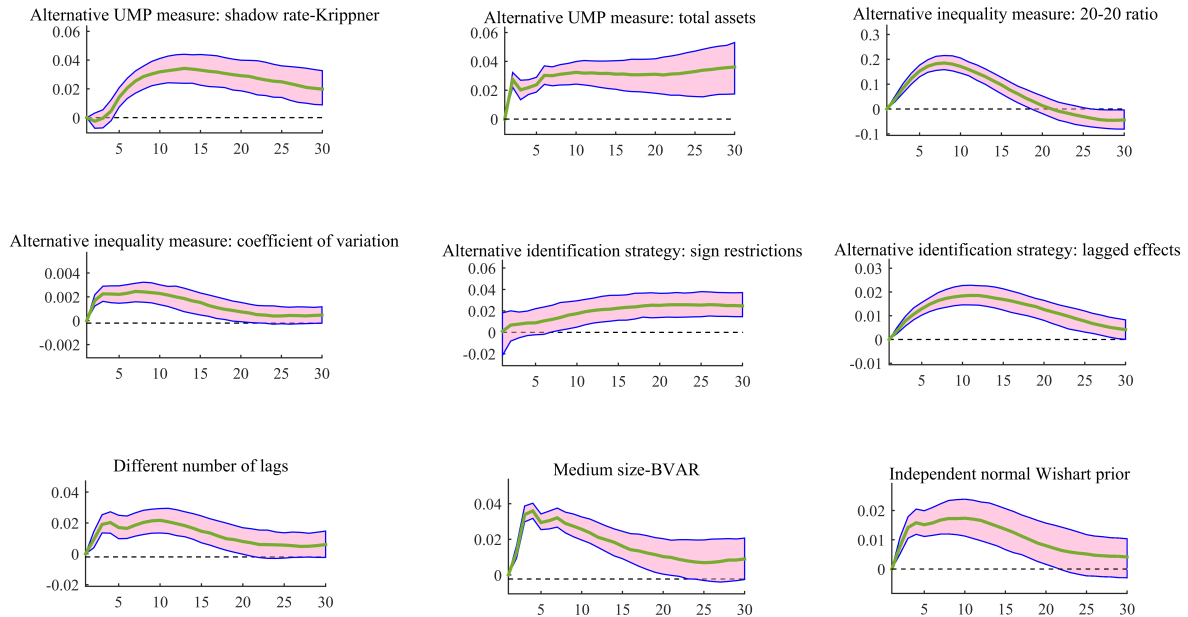 Alternative UMP measure: shadow rate-Krippner
0.06
0.04
0.02
0
5 10 15 20 25 30
Alternative UMP measure: total assets
0.06
0.04
0.02
0
5 10 15 20 25 30
Alternative inequality measure: 20-20 ratio
0.3
0.2
0.1
0
-0.1
5 10 15 20 25 30
Alternative inequality measure: coefficient of variation
0.004
0.002
0
-0.002
5 10 15 20 25 30
Alternative identification strategy: sign restrictions
0.06
0.04
0.02
0
-0.02
5 10 15 20 25 30
Alternative identification strategy: lagged effects
0.03
0.02
0.01
0
-0.01
5 10 15 20 25 30
Different number of lags
0.04
0.02
0
-0.02
5 10 15 20 25 30
Medium size-BVAR
0.04
0.02
0
5 10 15 20 25 30
Independent normal Wishart prior
0.02
0.01
0
5 10 15 20 25 30